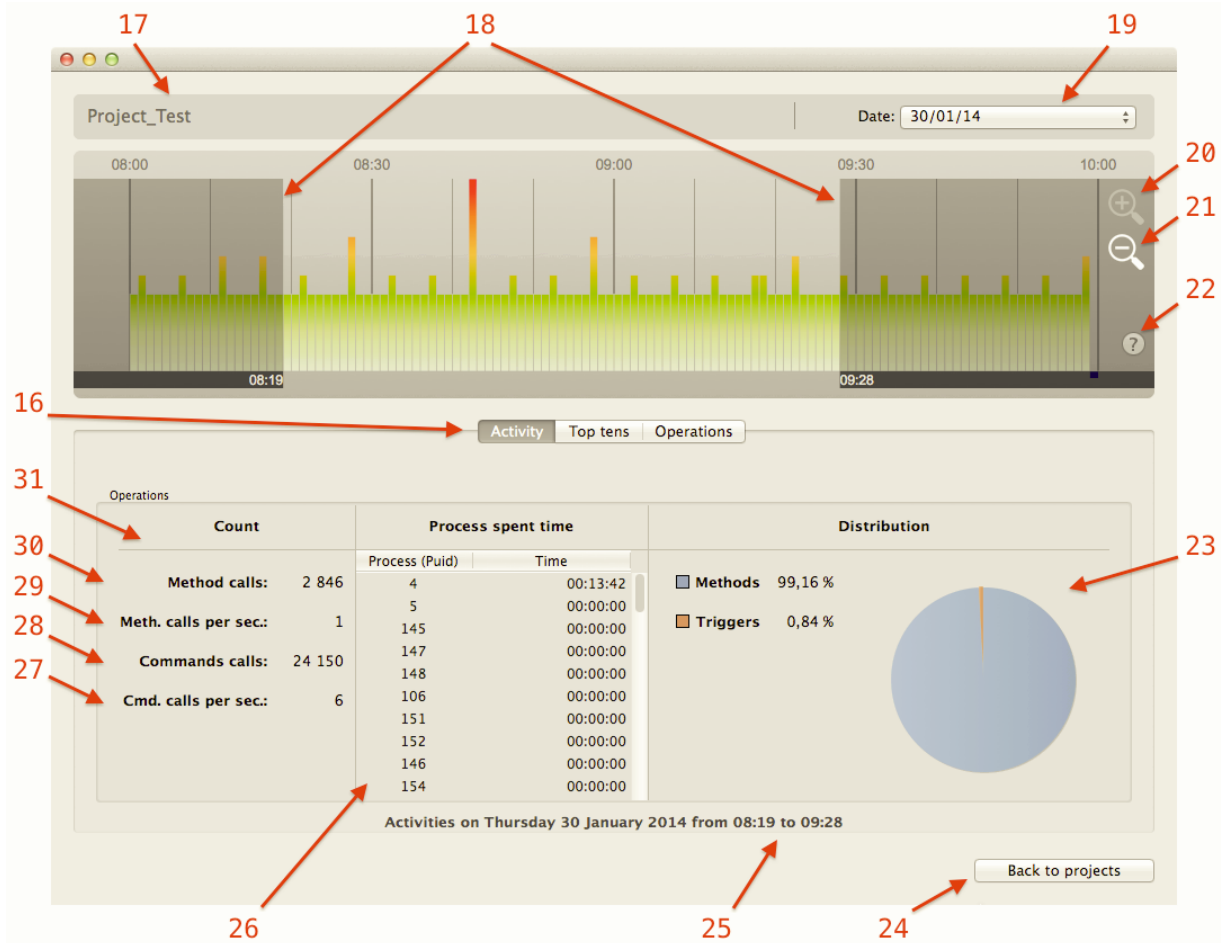 17 18 19
Project_Test Date: 30/01/14
20
08:00 08:30 09:00 09:30 10:00
21
22
?
08:19 09:28
16
Activity Top tens Operations
31
Operations
Count Process spent time Distribution
30 23
Process (Puid) Time
Method calls: 2 846 4 00:13:42 Methods 99,16 %
29
5 00:00:00
Meth. calls per sec.: 1 145 00:00:00 Triggers 0,84 %
28
147 00:00:00
Commands calls: 24 150
27
148 00:00:00
Cmd. calls per sec.: 6 106 00:00:00
151 00:00:00
152 00:00:00
146 00:00:00
154 00:00:00
Activities on Thursday 30 January 2014 from 08:19 to 09:28
Back to projects
26 25 24